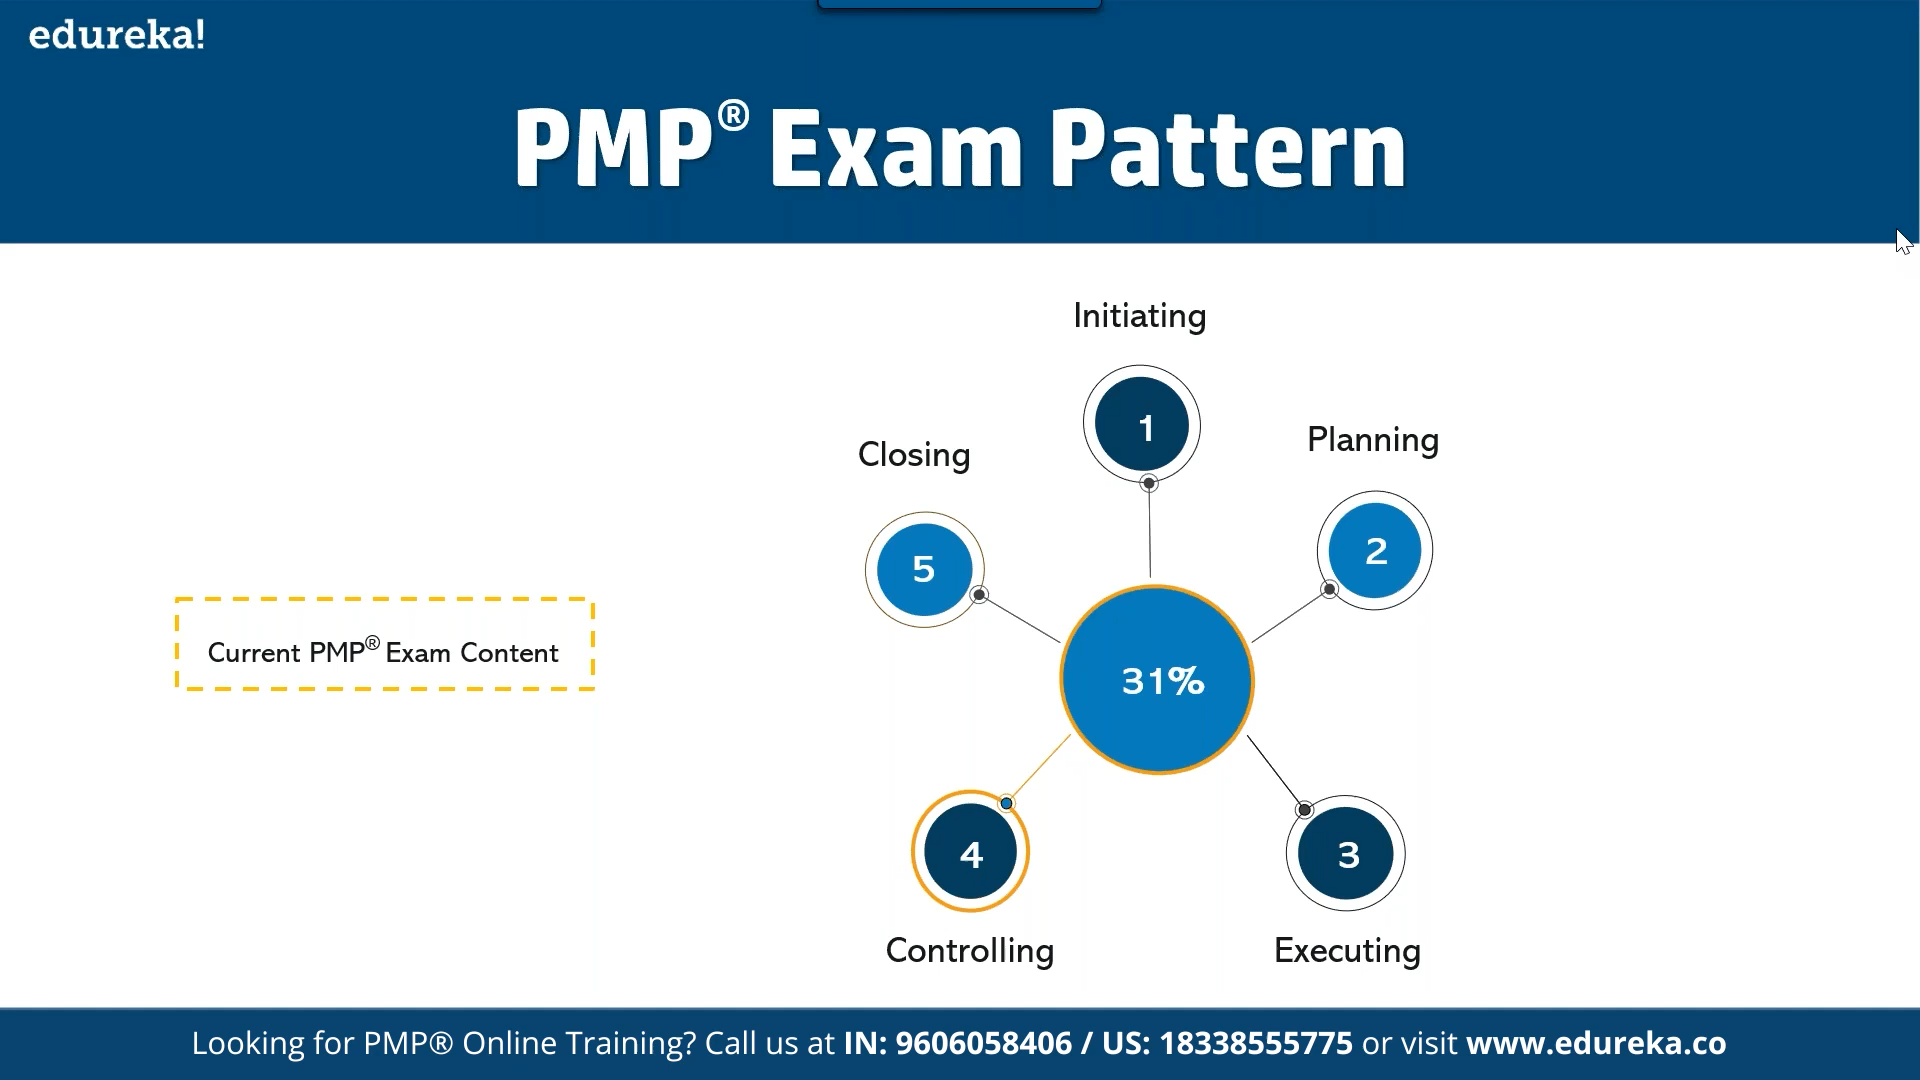 edureka!
PMP® Exam Pattern
Initiating
1
Closing
Planning
5
2
Current PMP® Exam Content
31%
4
3
Controlling
Executing
Looking for PMP® Online Training? Call us at IN: 9606058406 / US: 18338555775 or visit www.edureka.co